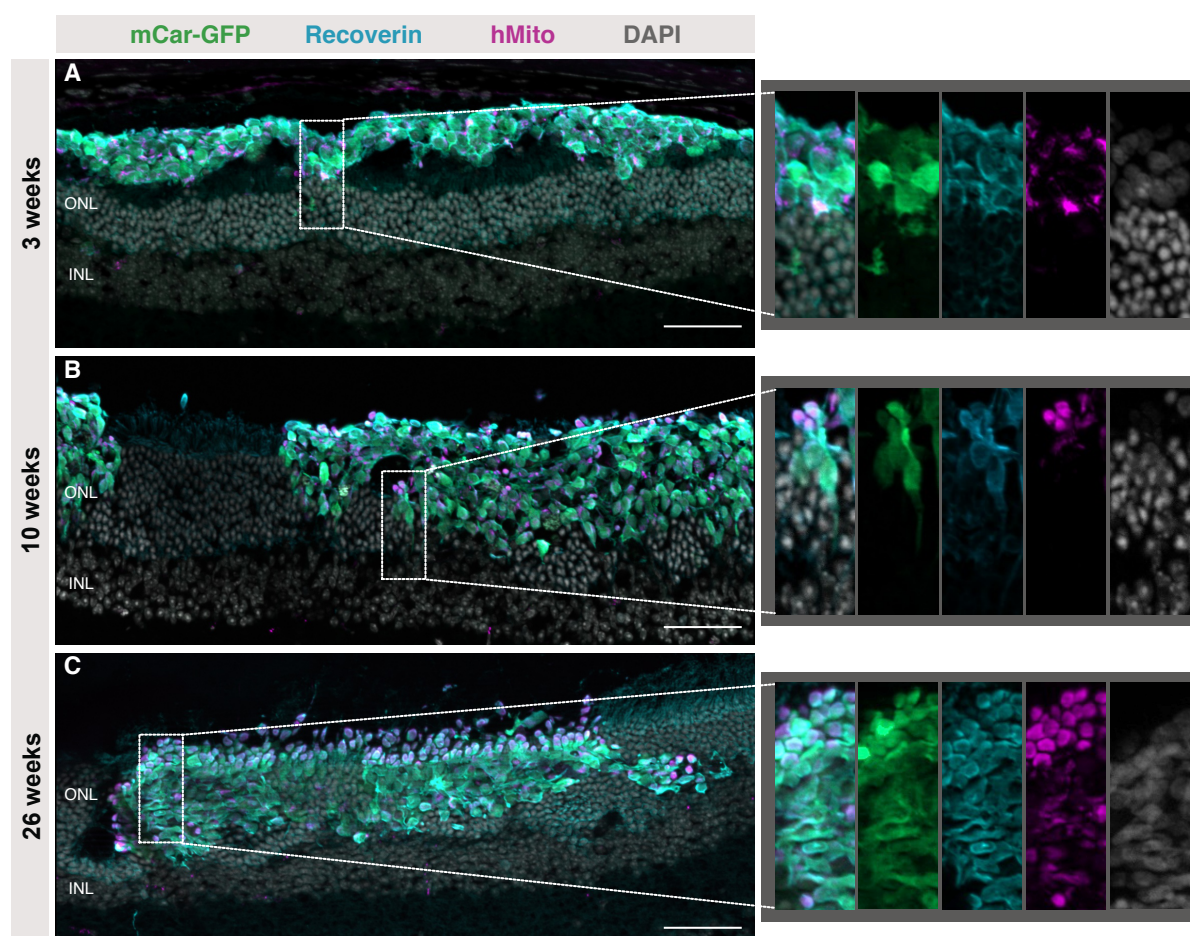 mCar-GFP Recoverin hMito DAPI
3 weeks
A
ONL
INL
10 weeks
B
ONL
INL
26 weeks
C
ONL
INL